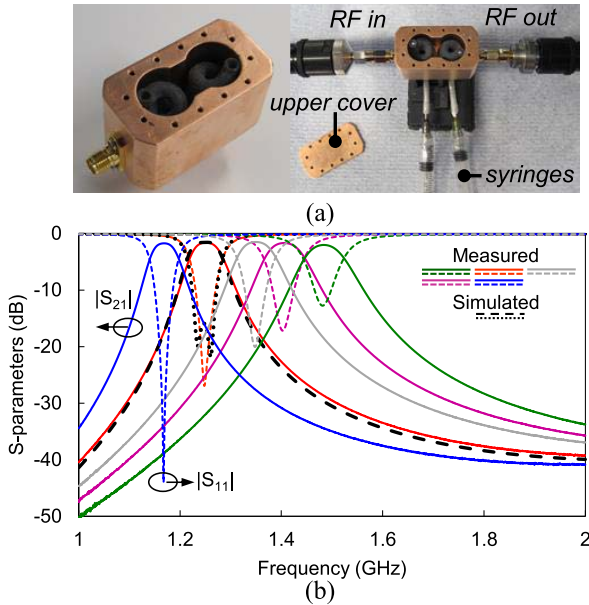 RF in
RF out
upper cover
syringes
(a)
0
-10
-20
-30
-40
-50
S-parameters (dB)
|S21|
|S11|
Measured
Simulated
1
1.2
1.4
1.6
1.8
2
Frequency (GHz)
(b)